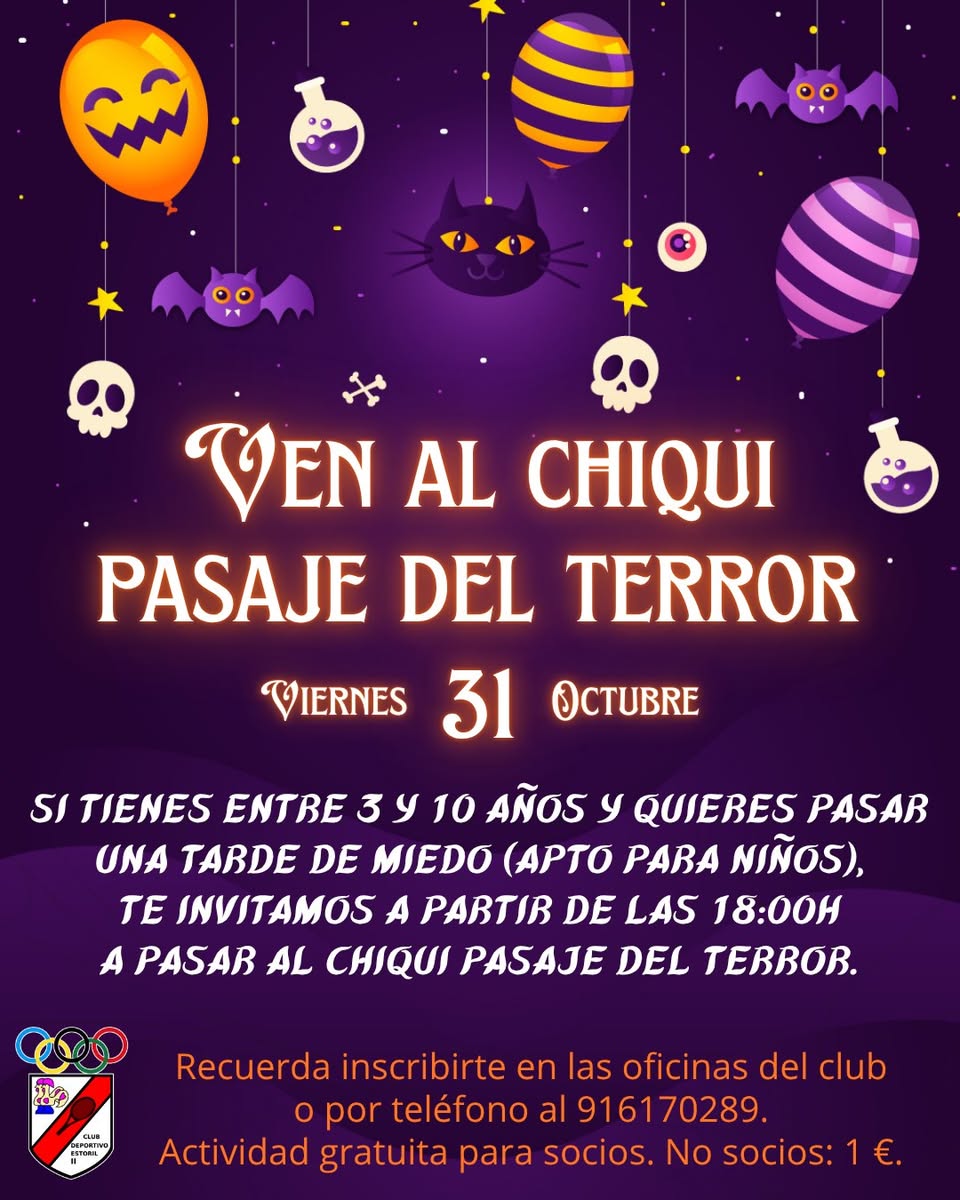 Ven al chiqui
pasaje del terror
Viernes 31 Octubre
SI TIENES ENTRE 3 Y 10 AÑOS Y QUIERES PASAR
UNA TARDE DE MIEDO (APTO PARA NIÑOS),
TE INVITAMOS A PARTIR DE LAS 18:00H
A PASAR AL CHIQUI PASAJE DEL TERROR.
Recuerda inscribirte en las oficinas del club
o por teléfono al 916170289.
Actividad gratuita para socios. No socios: 1 €.
CLUB
DEPORTIVO
ESTORIL
II